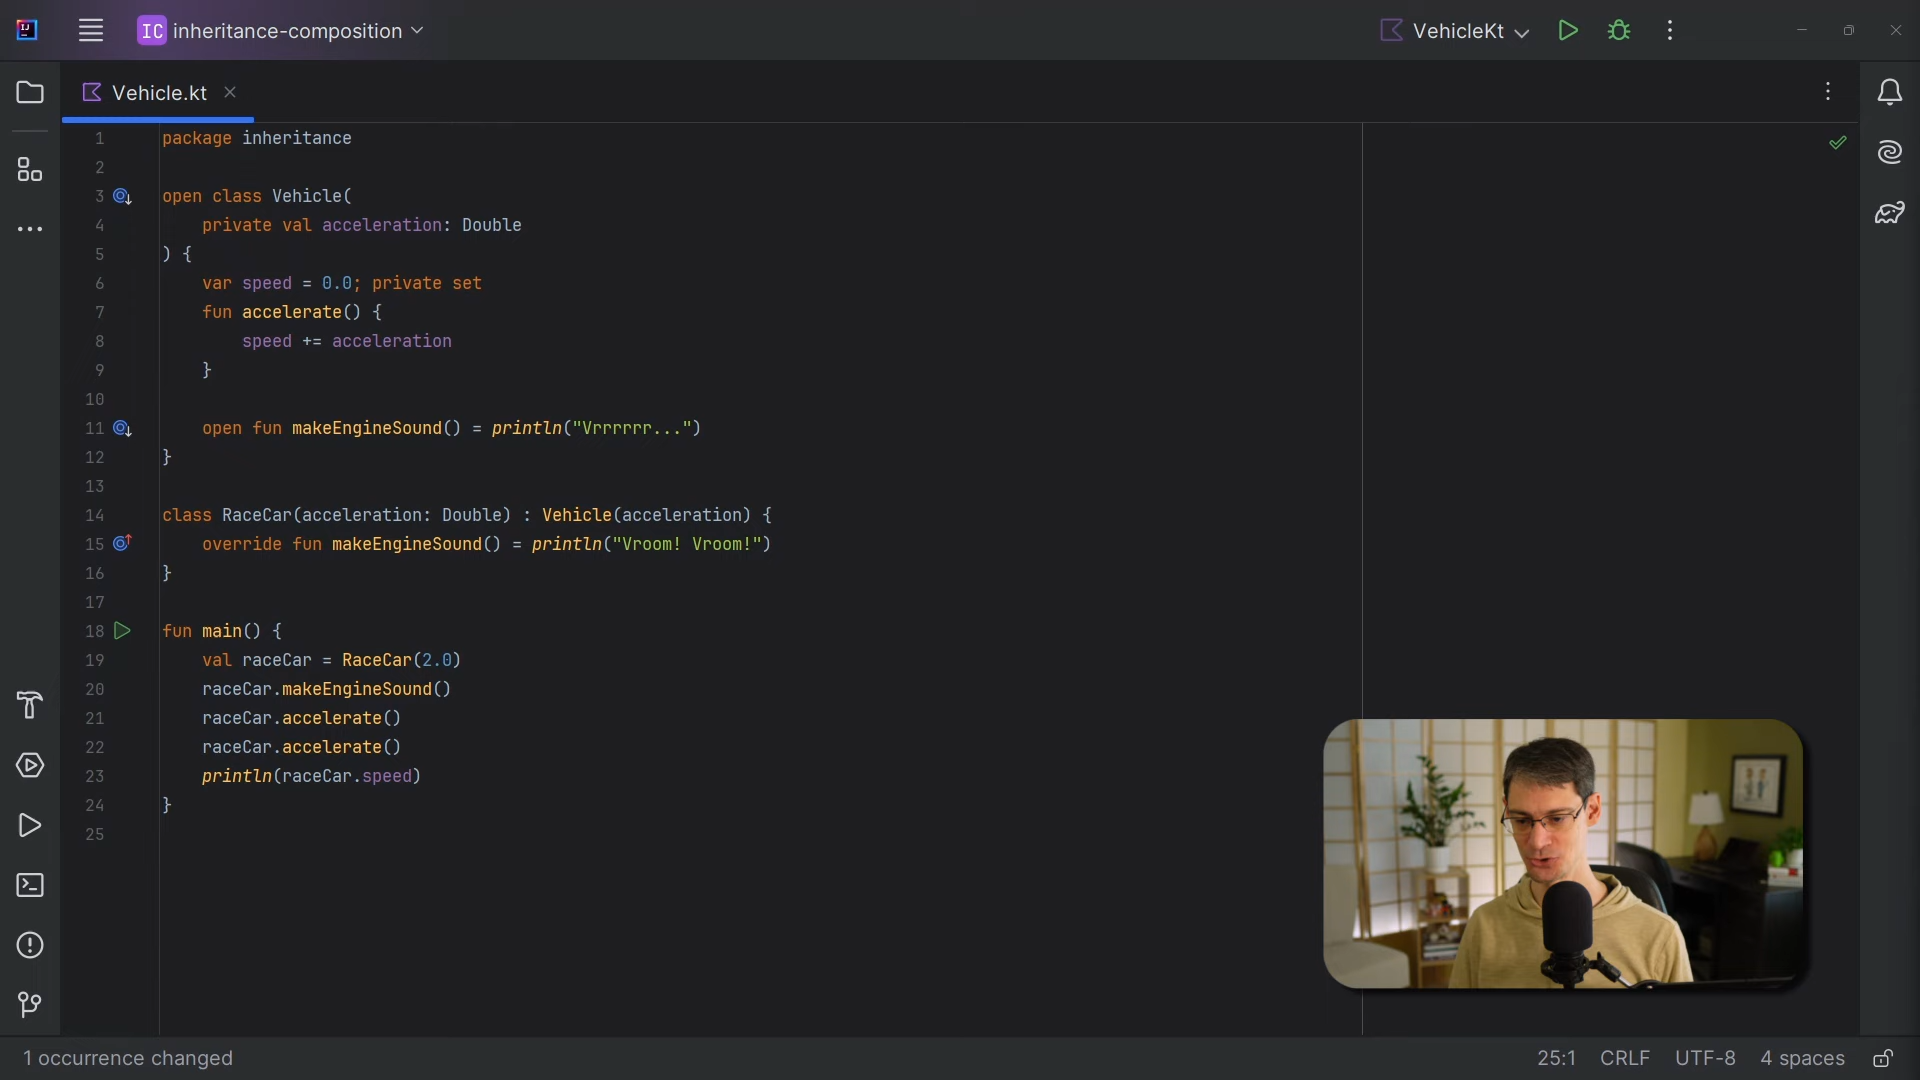 IJ
IC inheritance-composition
VehicleKt
Vehicle.kt
1 package inheritance
2
3 open class Vehicle(
4     private val acceleration: Double
5 ) {
6     var speed = 0.0; private set
7     fun accelerate() {
8         speed += acceleration
9     }
10
11     open fun makeEngineSound() = println("Vrrrrrr...")
12 }
13
14 class RaceCar(acceleration: Double) : Vehicle(acceleration) {
15     override fun makeEngineSound() = println("Vroom! Vroom!")
16 }
17
18 fun main() {
19     val raceCar = RaceCar(2.0)
20     raceCar.makeEngineSound()
21     raceCar.accelerate()
22     raceCar.accelerate()
23     println(raceCar.speed)
24 }
25
1 occurrence changed
25:1 CRLF UTF-8 4 spaces